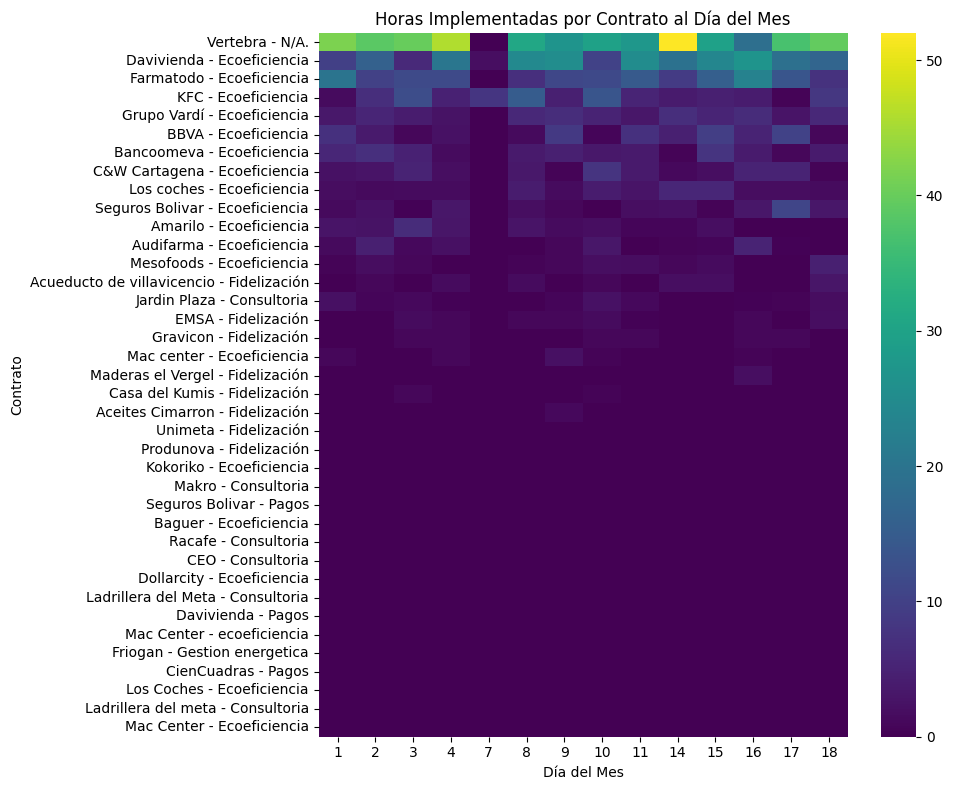 Horas Implementadas por Contrato al Día del Mes
Contrato
Vertebra - N/A.
Davivienda - Ecoeficiencia
Farmatodo - Ecoeficiencia
KFC - Ecoeficiencia
Grupo Vardí - Ecoeficiencia
BBVA - Ecoeficiencia
Bancoomeva - Ecoeficiencia
C&W Cartagena - Ecoeficiencia
Los coches - Ecoeficiencia
Seguros Bolivar - Ecoeficiencia
Amarilo - Ecoeficiencia
Audifarma - Ecoeficiencia
Mesofoods - Ecoeficiencia
Acueducto de villavicencio - Fidelización
Jardin Plaza - Consultoria
EMSA - Fidelización
Gravicon - Fidelización
Mac center - Ecoeficiencia
Maderas el Vergel - Fidelización
Casa del Kumis - Fidelización
Aceites Cimarron - Fidelización
Unimeta - Fidelización
Produnova - Fidelización
Kokoriko - Ecoeficiencia
Makro - Consultoria
Seguros Bolivar - Pagos
Baguer - Ecoeficiencia
Racafe - Consultoria
CEO - Consultoria
Dollarcity - Ecoeficiencia
Ladrillera del Meta - Consultoria
Davivienda - Pagos
Mac Center - ecoeficiencia
Friogan - Gestion energetica
CienCuadras - Pagos
Los Coches - Ecoeficiencia
Ladrillera del meta - Consultoria
Mac Center - Ecoeficiencia
1 2 3 4 7 8 9 10 11 14 15 16 17 18
Día del Mes
50
40
30
20
10
0